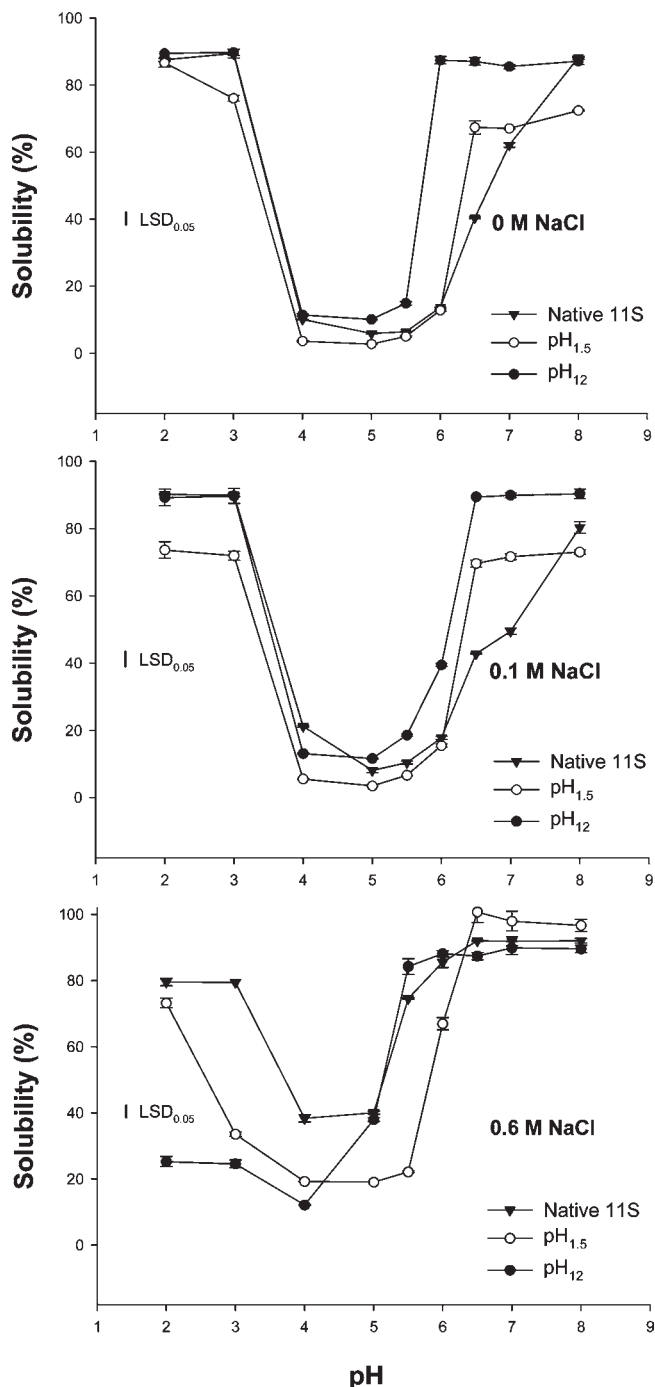 100
80
60
40
20
0
Solubility (%)
I LSD0.05
0 M NaCl
Native 11S
pH1.5
pH12
1 2 3 4 5 6 7 8 9
100
80
60
40
20
0
Solubility (%)
I LSD0.05
0.1 M NaCl
Native 11S
pH1.5
pH12
1 2 3 4 5 6 7 8 9
100
80
60
40
20
0
Solubility (%)
I LSD0.05
0.6 M NaCl
Native 11S
pH1.5
pH12
1 2 3 4 5 6 7 8 9
pH